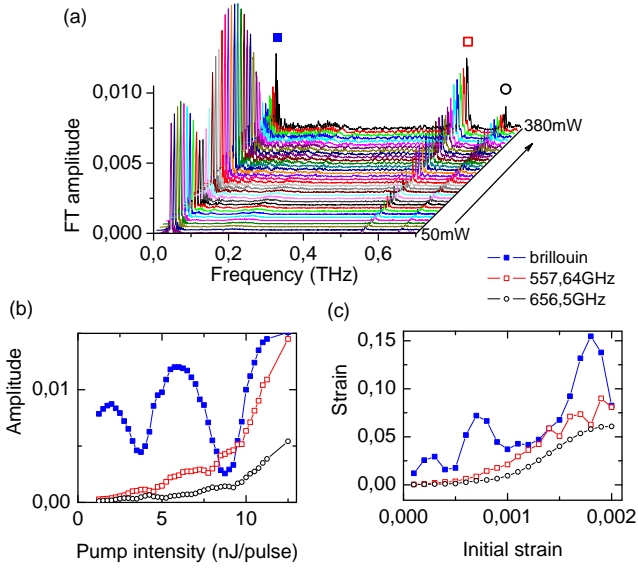 (a)
0,010
0,005
0,000
FT amplitude
0,0 0,2 0,4 0,6
Frequency (THz)
50mW
380mW
brillouin
557,64GHz
656,5GHz
(b)
0,01
0,00
Amplitude
5 10
Pump intensity (nJ/pulse)
(c)
0,15
0,10
0,05
0,00
Strain
0,000 0,001 0,002
Initial strain